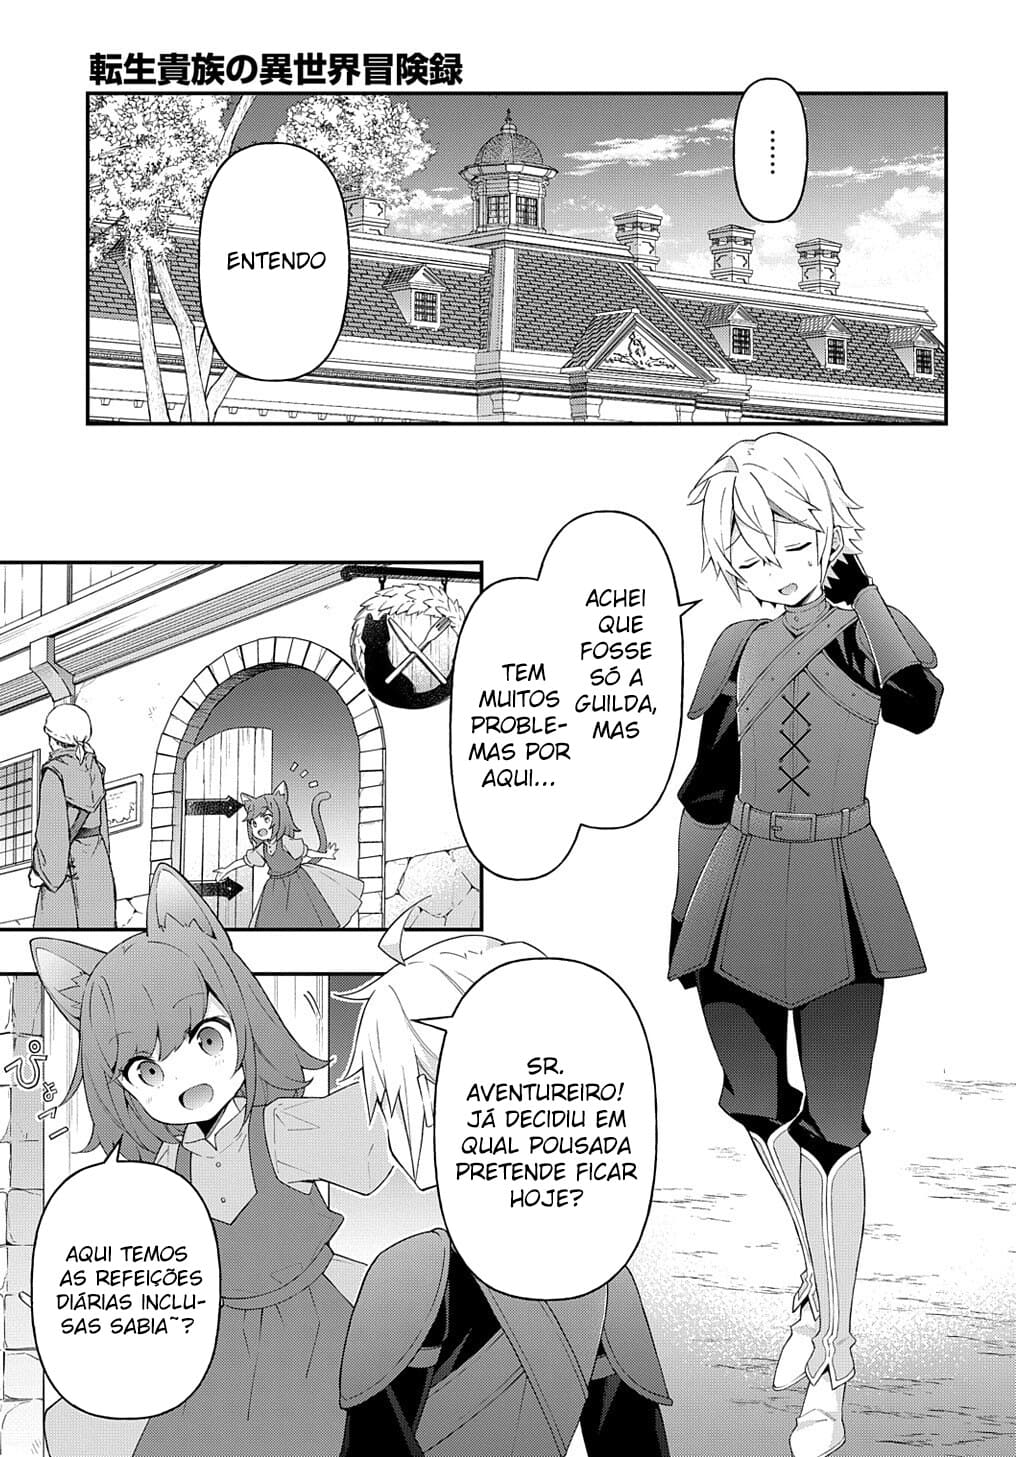 転生貴族の異世界冒険録
……
ENTENDO
ACHEI
QUE
FOSSE
SÓ A
GUILDA,
MAS
TEM
MUITOS
PROBLE-
MAS POR
AQUI...
SR.
AVENTUREIRO!
JÁ DECIDIU EM
QUAL POUSADA
PRETENDE FICAR
HOJE?
ぴょこっ
AQUI TEMOS
AS REFEIÇÕES
DIÁRIAS INCLU-
SAS SABIA~?